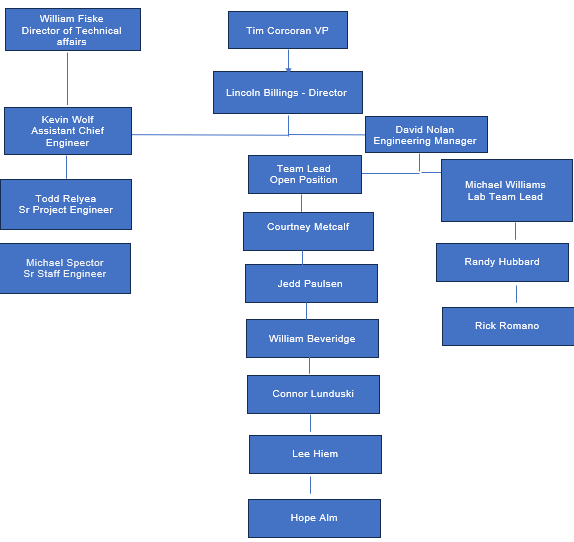 William Fiske
Director of Technical
affairs
Tim Corcoran VP
Lincoln Billings - Director
Kevin Wolf
Assistant Chief
Engineer
David Nolan
Engineering Manager
Team Lead
Open Position
Michael Williams
Lab Team Lead
Todd Relyea
Sr Project Engineer
Courtney Metcalf
Michael Spector
Sr Staff Engineer
Randy Hubbard
Jedd Paulsen
Rick Romano
William Beveridge
Connor Lunduski
Lee Hiem
Hope Alm